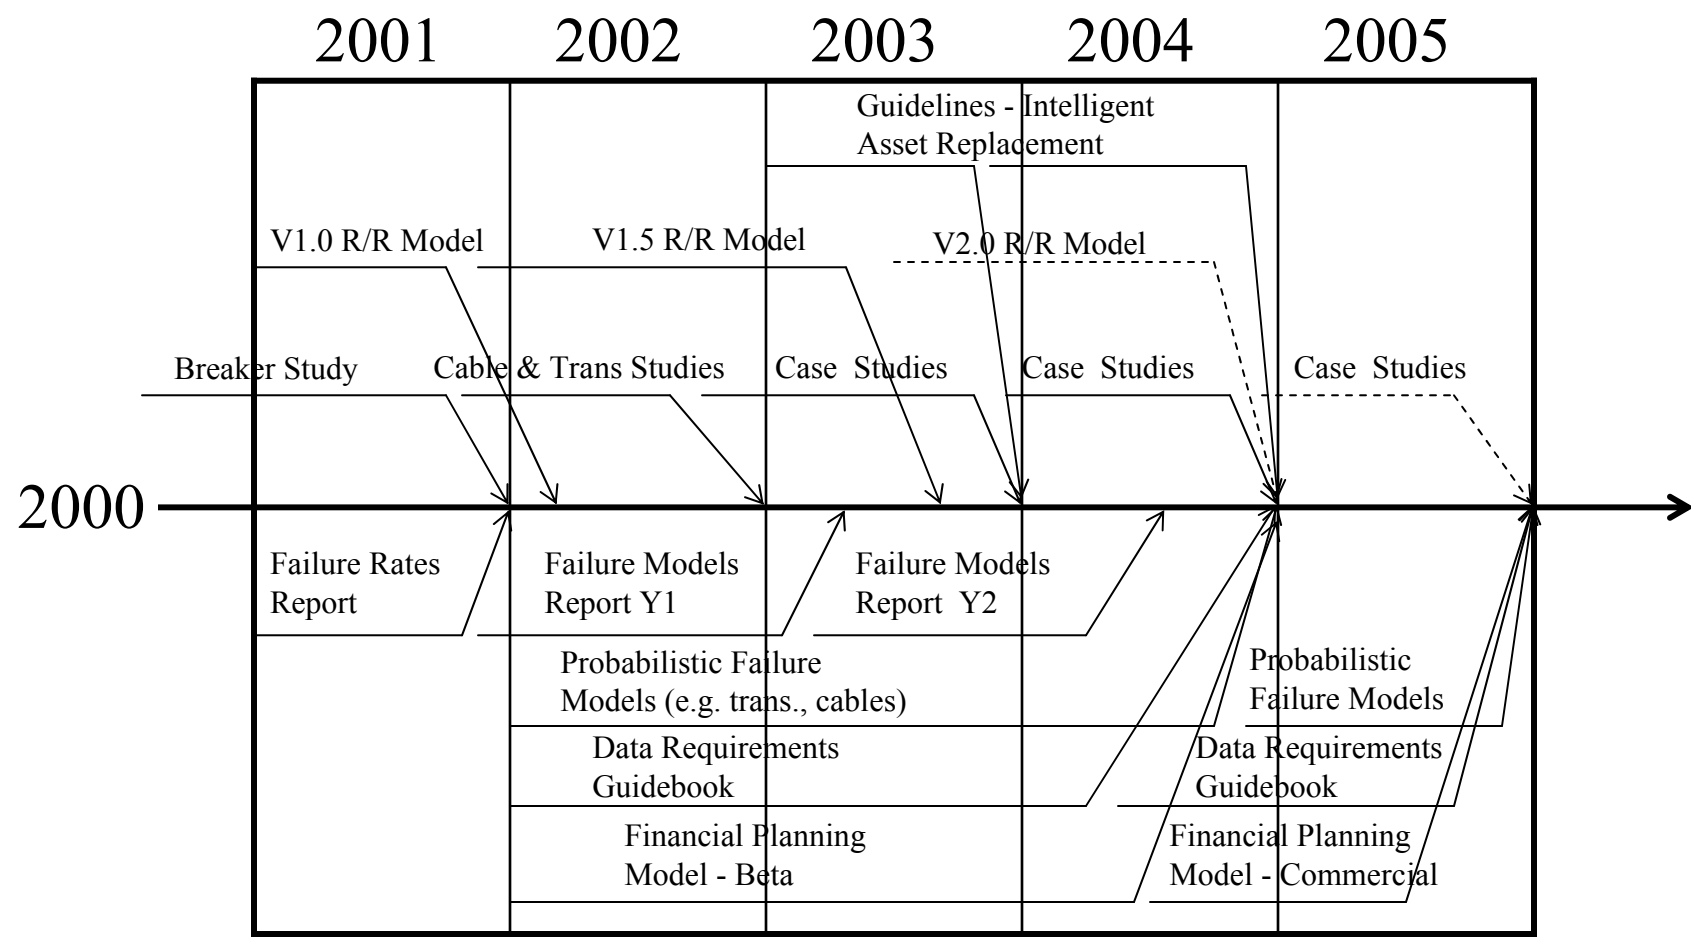 2001 2002 2003 2004 2005
Guidelines - Intelligent
Asset Replacement
V1.0 R/R Model
V1.5 R/R Model
V2.0 R/R Model
Breaker Study
Cable & Trans Studies
Case Studies
Case Studies
Case Studies
2000
Failure Rates
Report
Failure Models
Report Y1
Failure Models
Report Y2
Probabilistic Failure
Models (e.g. trans., cables)
Probabilistic
Failure Models
Data Requirements
Guidebook
Data Requirements
Guidebook
Financial Planning
Model - Beta
Financial Planning
Model - Commercial